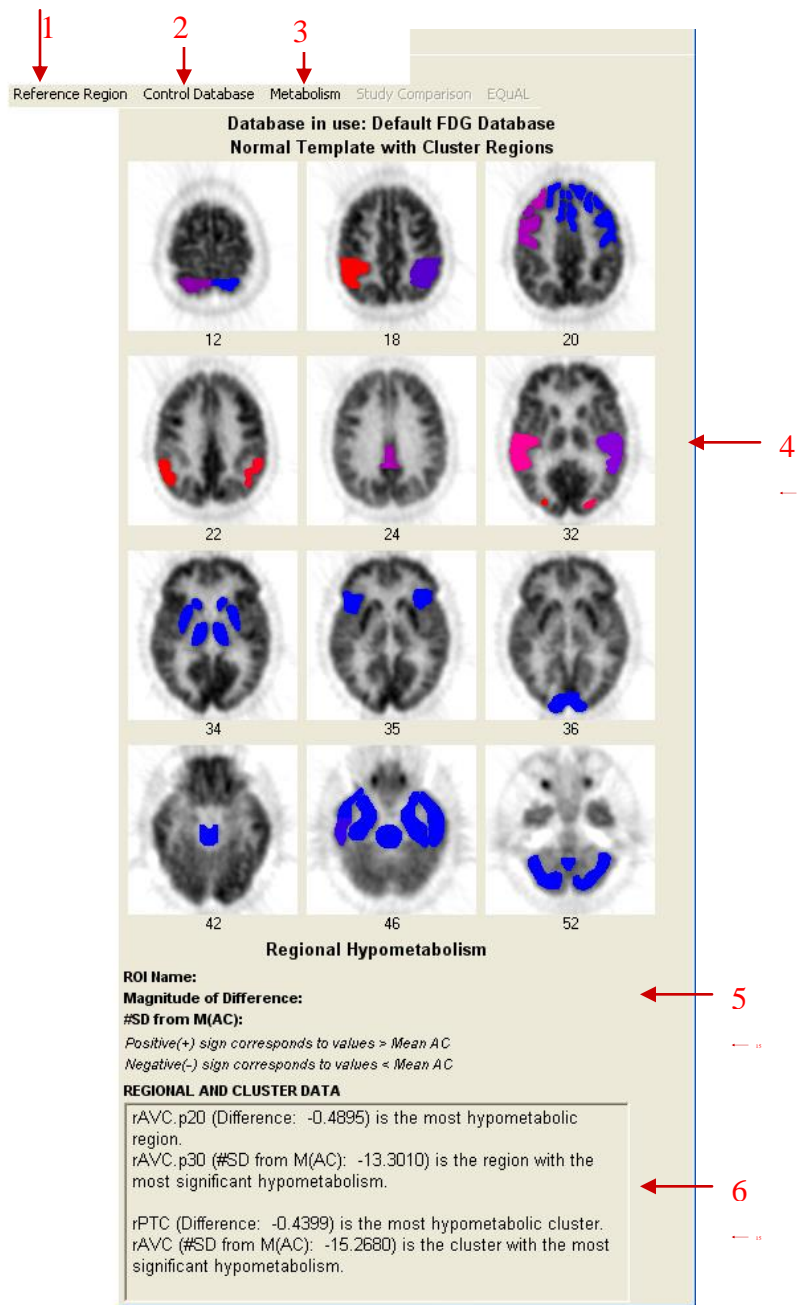 1
2
3
Reference Region Control Database Metabolism Study Comparison EQuAL
Database in use: Default FDG Database
Normal Template with Cluster Regions
12 18 20
22 24 32
4
34 35 36
42 46 52
Regional Hypometabolism
ROI Name:
Magnitude of Difference:
5
#SD from M(AC):
Positive(+) sign corresponds to values > Mean AC
Negative(-) sign corresponds to values < Mean AC
REGIONAL AND CLUSTER DATA
rAVC.p20 (Difference: -0.4895) is the most hypometabolic
region.
rAVC.p30 (#SD from M(AC): -13.3010) is the region with the
most significant hypometabolism.
6
rPTC (Difference: -0.4399) is the most hypometabolic cluster.
rAVC (#SD from M(AC): -15.2680) is the cluster with the most
significant hypometabolism.